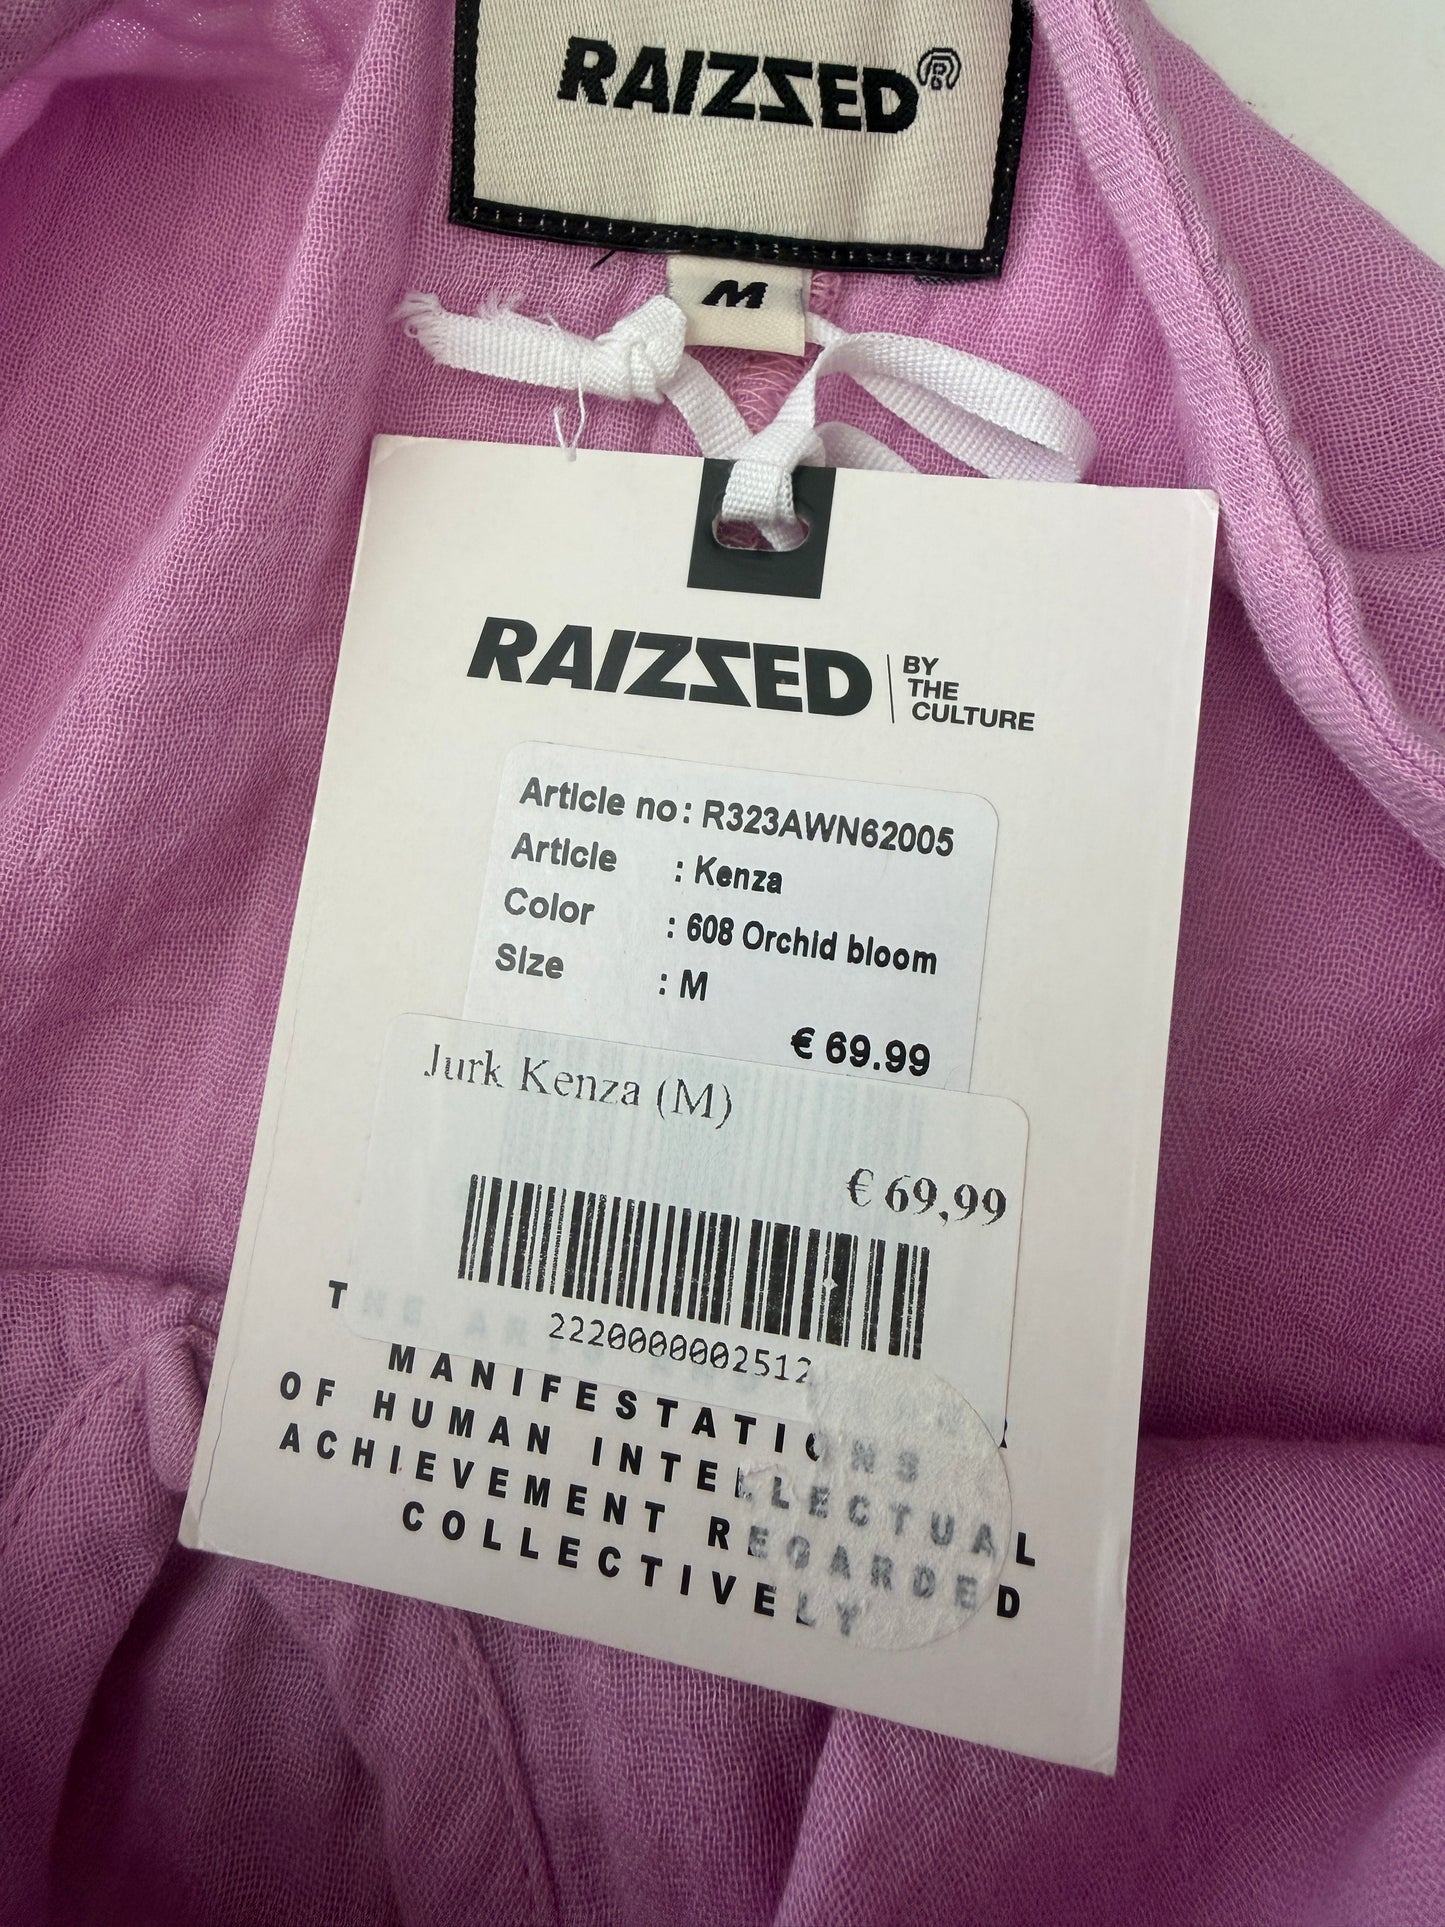 RAIZZED®
M
RAIZZED
BY
THE
CULTURE
Article no : R323AWN62005
Article : Kenza
Color : 608 Orchid bloom
Size : M
€ 69.99
Jurk Kenza (M)
€ 69,99
2220000002512
MANIFESTATIONS
OF HUMAN INTELLECTUAL
ACHIEVEMENT REGARDED
COLLECTIVELY